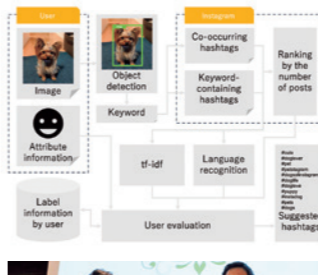 User
Instagram
Image
Object
detection
Keyword
Co-occurring
hashtags
Keyword-
containing
hashtags
Ranking
by the
number
of posts
Attribute
information
tf-idf
Language
recognition
Label
information
by user
User evaluation
Suggested
hashtags